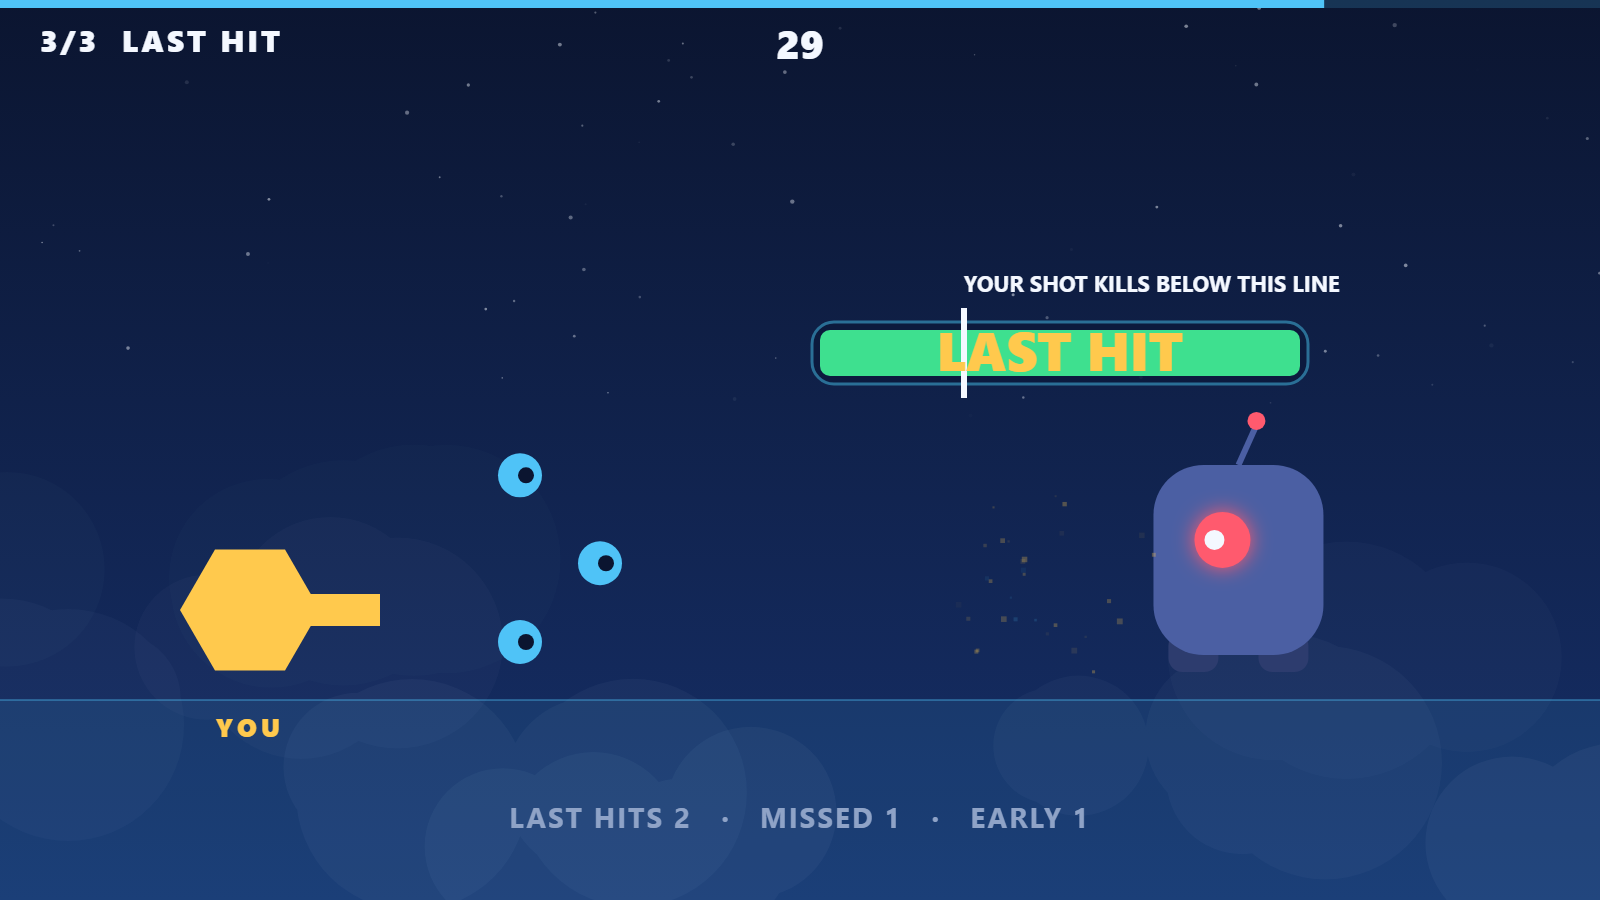 3/3 LAST HIT
29
YOUR SHOT KILLS BELOW THIS LINE
LAST HIT
YOU
LAST HITS 2 · MISSED 1 · EARLY 1